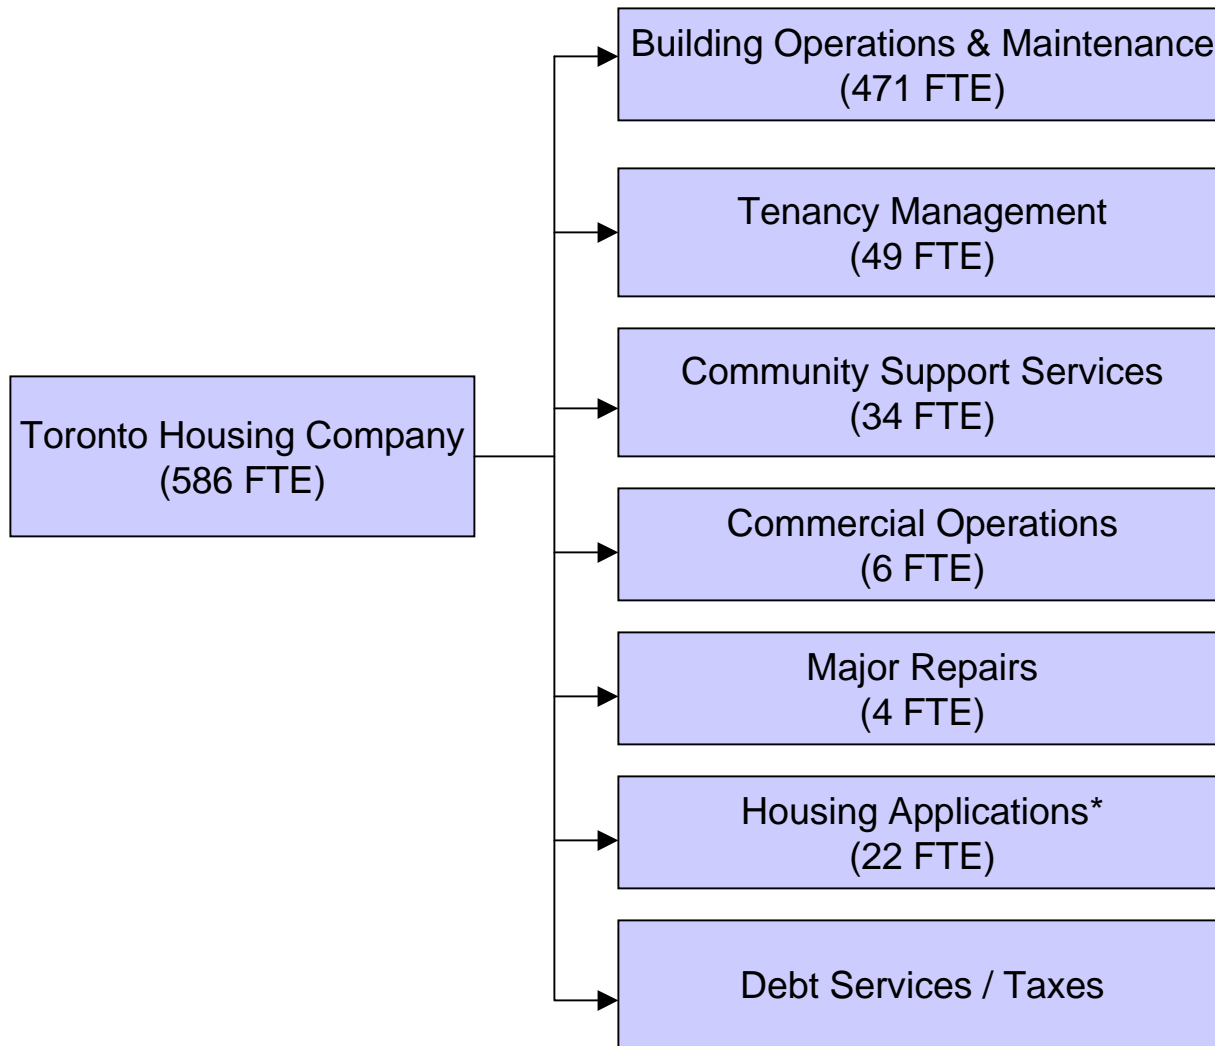 Building Operations & Maintenance
(471 FTE)
Tenancy Management
(49 FTE)
Community Support Services
(34 FTE)
Toronto Housing Company
(586 FTE)
Commercial Operations
(6 FTE)
Major Repairs
(4 FTE)
Housing Applications*
(22 FTE)
Debt Services / Taxes